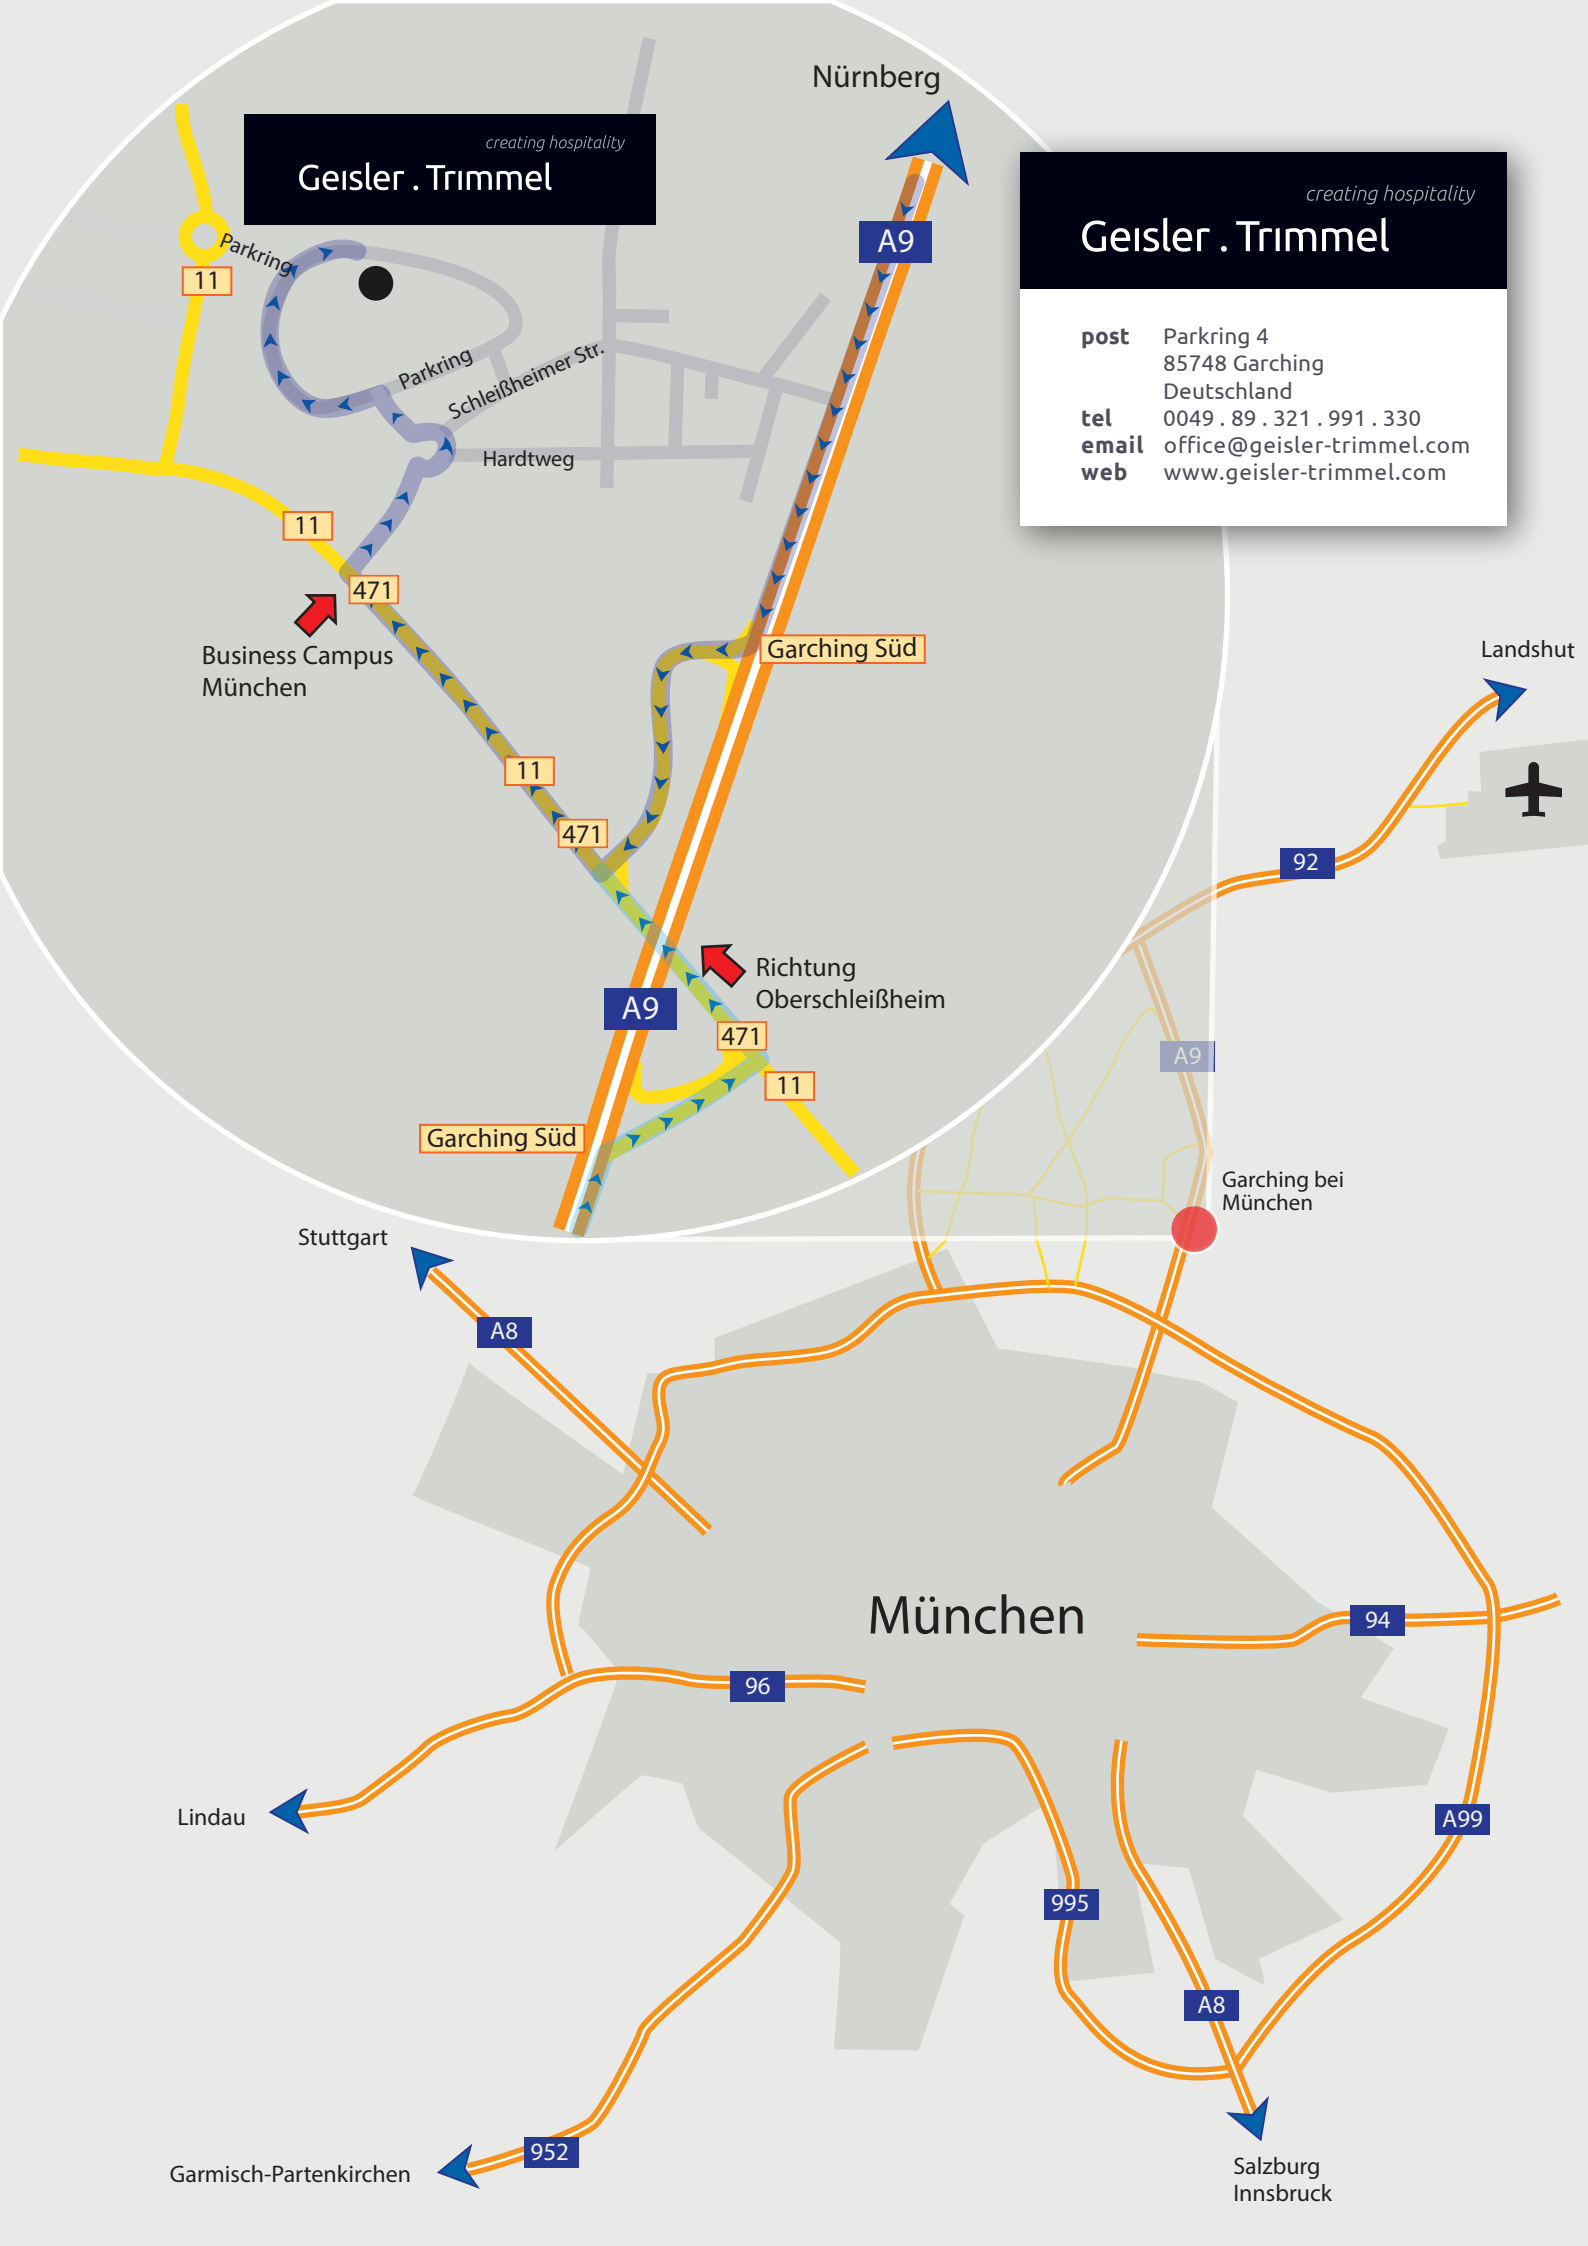 Nürnberg
creating hospitality
Geisler . Trimmel
A9
creating hospitality
Geisler . Trimmel
Parkring
11
post Parkring 4
85748 Garching
Deutschland
tel 0049 . 89 . 321 . 991 . 330
email office@geisler-trimmel.com
web www.geisler-trimmel.com
Parkring
Schleißheimer Str.
Hardtweg
11
471
Business Campus
München
Garching Süd
Landshut
11
471
92
Richtung
Oberschleißheim
A9
471
A9
11
Garching Süd
Garching bei
München
Stuttgart
A8
München
94
96
Lindau
A99
995
A8
952
Garmisch-Partenkirchen
Salzburg
Innsbruck